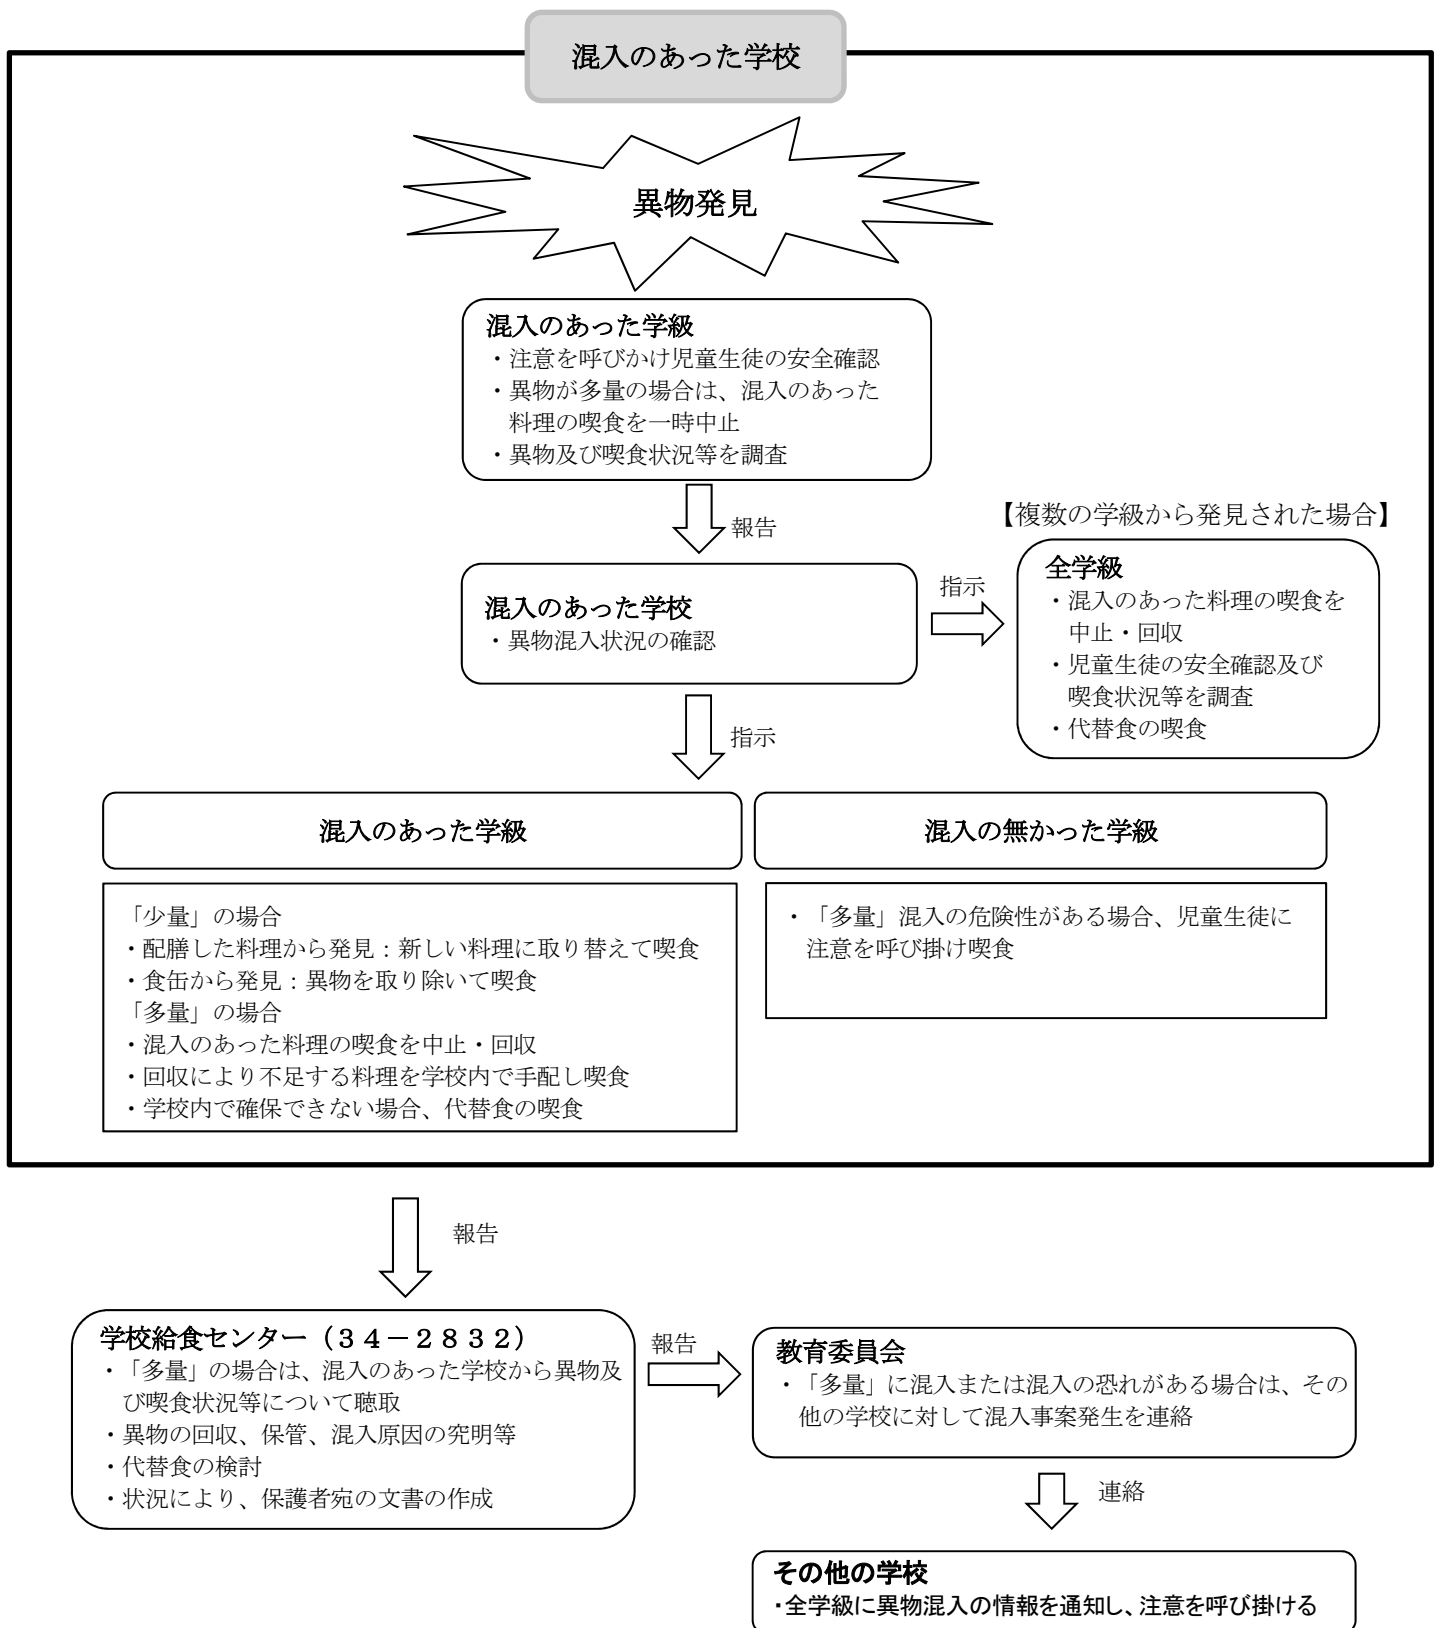 混入のあった学校
異物発見
混入のあった学級
・注意を呼びかけ児童生徒の安全確認
・異物が多量の場合は、混入のあった
料理の喫食を一時中止
・異物及び喫食状況等を調査
報告
混入のあった学校
・異物混入状況の確認
指示
【複数の学級から発見された場合】
全学級
・混入のあった料理の喫食を
中止・回収
・児童生徒の安全確認及び
喫食状況等を調査
・代替食の喫食
指示
混入のあった学級
「少量」の場合
・配膳した料理から発見：新しい料理に取り替えて喫食
・食缶から発見：異物を取り除いて喫食
「多量」の場合
・混入のあった料理の喫食を中止・回収
・回収により不足する料理を学校内で手配し喫食
・学校内で確保できない場合、代替食の喫食
混入の無かった学級
・「多量」混入の危険性がある場合、児童生徒に
注意を呼び掛け喫食
報告
学校給食センター（３４－２８３２）
・「多量」の場合は、混入のあった学校から異物及
び喫食状況等について聴取
・異物の回収、保管、混入原因の究明等
・代替食の検討
・状況により、保護者宛の文書の作成
報告
教育委員会
・「多量」に混入または混入の恐れがある場合は、その
他の学校に対して混入事案発生を連絡
連絡
その他の学校
・全学級に異物混入の情報を通知し、注意を呼び掛ける